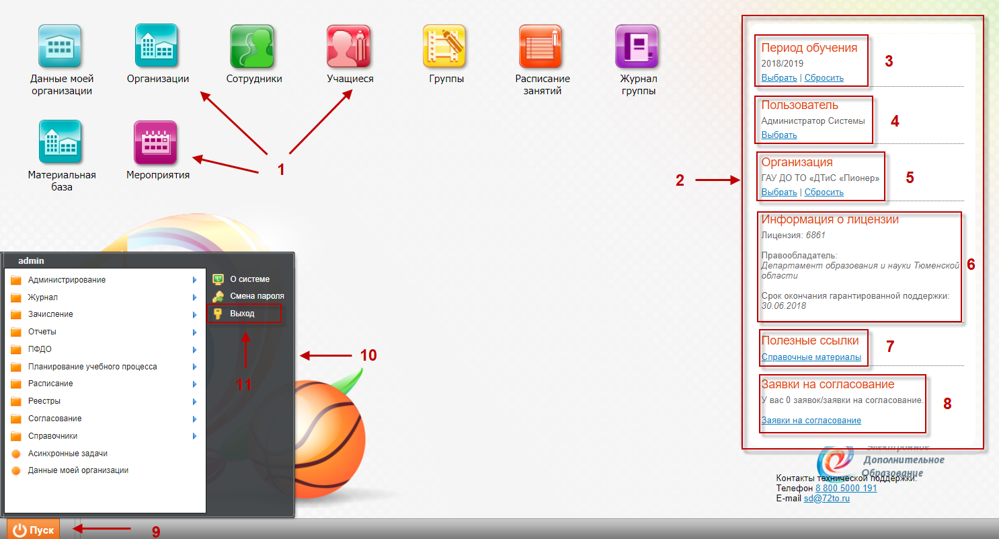 Данные моей
организации
Организации
Сотрудники
Учащиеся
Группы
Расписание
занятий
Журнал
группы
Материальная
база
Мероприятия
1
2
Период обучения
2018/2019
Выбрать | Сбросить
3
Пользователь
Администратор Системы
Выбрать
4
Организация
ГАУ ДО ТО «ДТиС «Пионер»
Выбрать | Сбросить
5
Информация о лицензии
Лицензия: 6861
Правообладатель:
Департамент образования и науки Тюменской
области
Срок окончания гарантированной поддержки:
30.06.2018
6
Полезные ссылки
Справочные материалы
7
Заявки на согласование
У вас 0 заявок/заявки на согласование.
Заявки на согласование
8
Электронное
Дополнительное
Образование
Контакты технической поддержки:
Телефон 8 800 5000 191
E-mail sd@72to.ru
admin
Администрирование
Журнал
Зачисление
Отчеты
ПФДО
Планирование учебного процесса
Расписание
Реестры
Согласование
Справочники
Асинхронные задачи
Данные моей организации
О системе
Смена пароля
Выход
10
11
Пуск
9